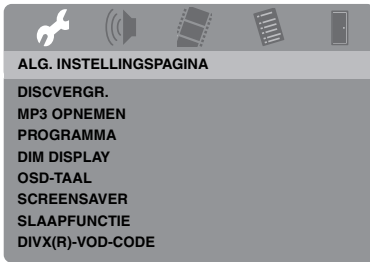 ALG. INSTELLINGSPAGINA
DISCVERGR.
MP3 OPNEMEN
PROGRAMMA
DIM DISPLAY
OSD-TAAL
SCREENSAVER
SLAAPFUNCTIE
DIVX(R)-VOD-CODE